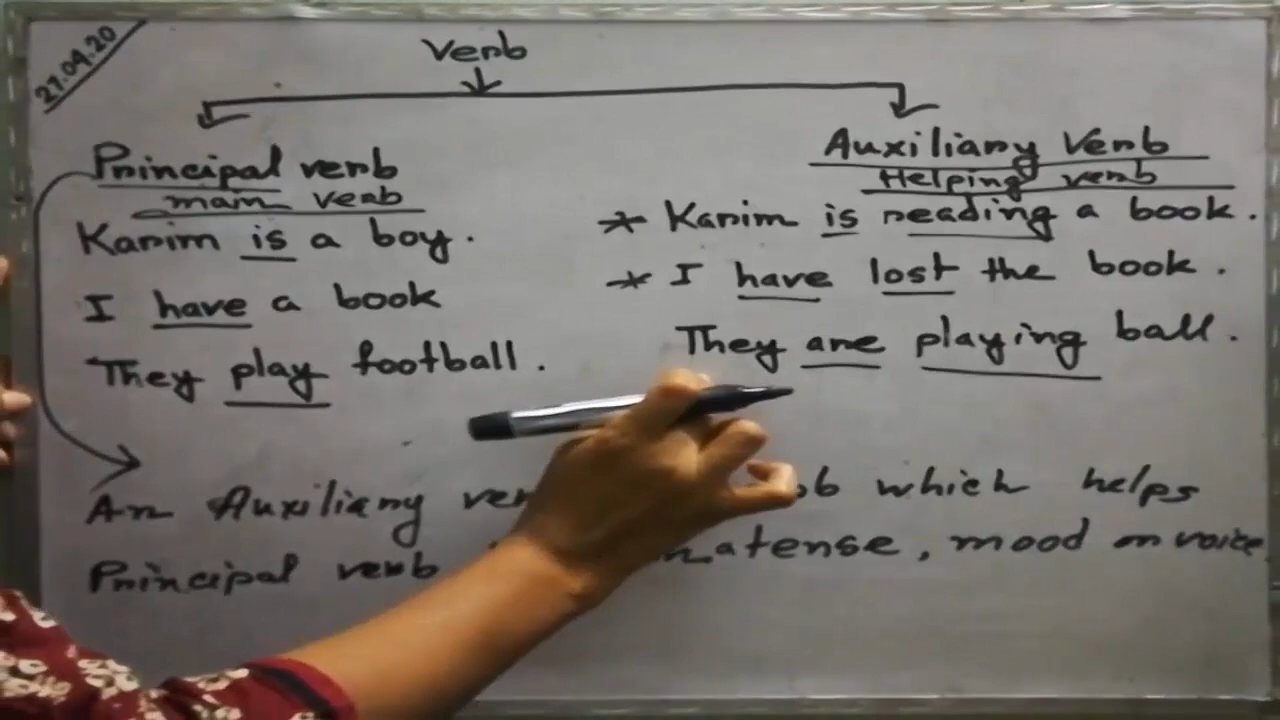 27.04.20
Verb
Principal verb
main verb
Karim is a boy.
I have a book
They play football.
Auxiliary Verb
Helping verb
* Karim is reading a book.
* I have lost the book.
They are playing ball.
An Auxiliary which helps
Principal verb a tense, mood or voice